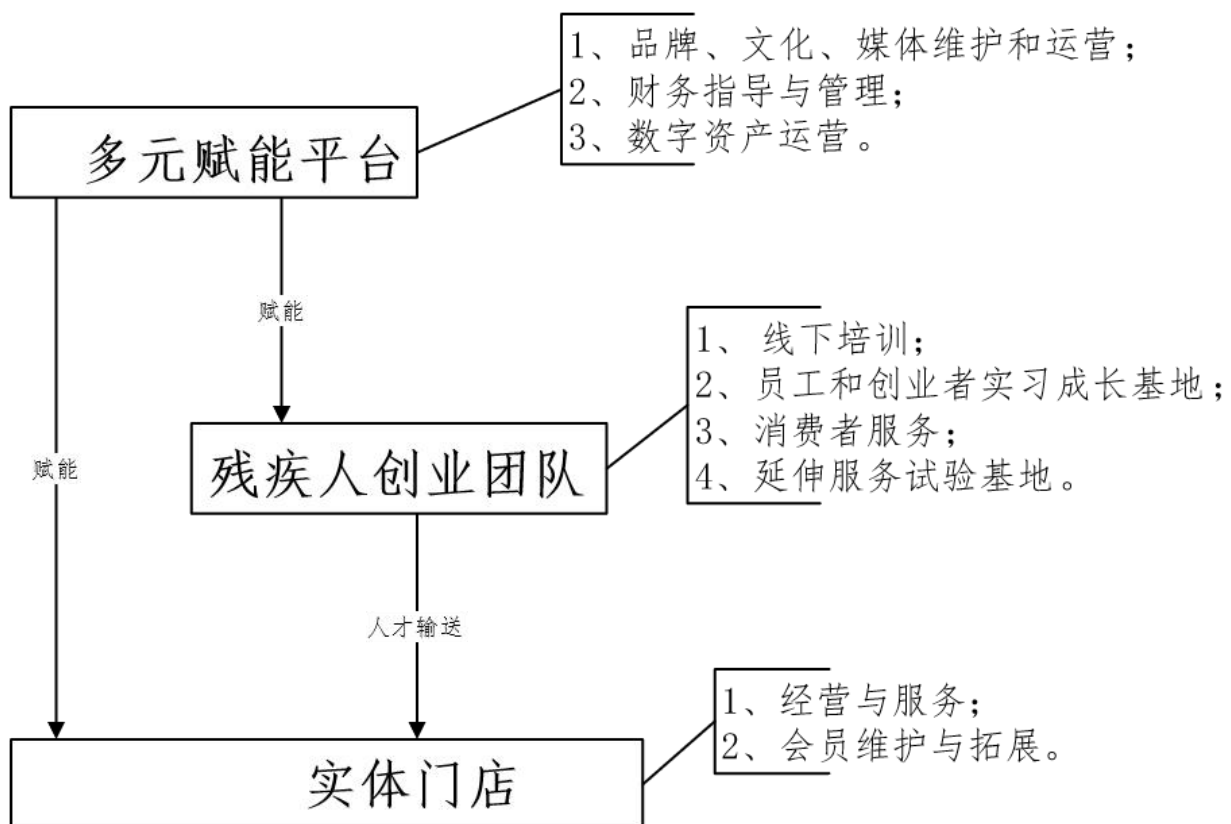 1、品牌、文化、媒体维护和运营；
2、财务指导与管理；
3、数字资产运营。
多元赋能平台
赋能
1、 线下培训；
2、员工和创业者实习成长基地；
3、消费者服务；
4、延伸服务试验基地。
残疾人创业团队
赋能
人才输送
1、经营与服务；
2、会员维护与拓展。
实体门店